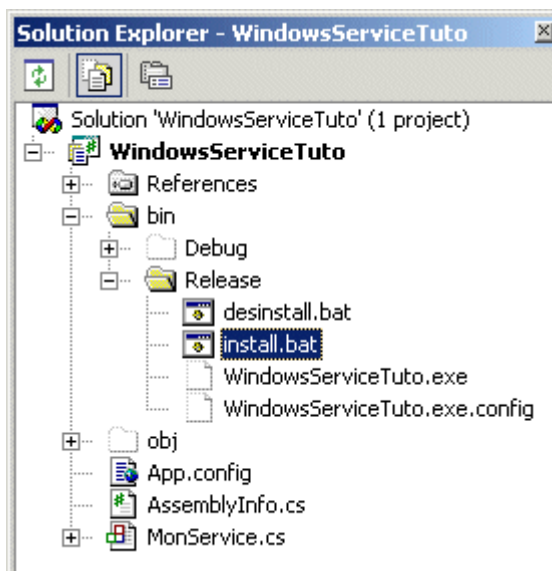 Solution Explorer - WindowsServiceTuto
Solution 'WindowsServiceTuto' (1 project)
WindowsServiceTuto
References
bin
Debug
Release
desinstall.bat
install.bat
WindowsServiceTuto.exe
WindowsServiceTuto.exe.config
obj
App.config
AssemblyInfo.cs
MonService.cs